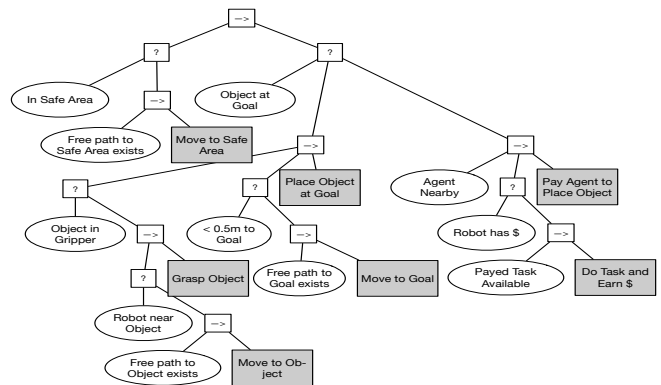 —>
?
?
In Safe Area
—>
Object at
Goal
Free path to
Safe Area exists
Move to Safe
Area
—>
—>
?
?
Place Object
at Goal
Agent
Nearby
?
Pay Agent to
Place Object
Object in
Gripper
—>
< 0.5m to
Goal
—>
Robot has $
—>
?
Grasp Object
Free path to
Goal exists
Move to Goal
Payed Task
Available
Do Task and
Earn $
Robot near
Object
—>
Free path to
Object exists
Move to Ob-
ject